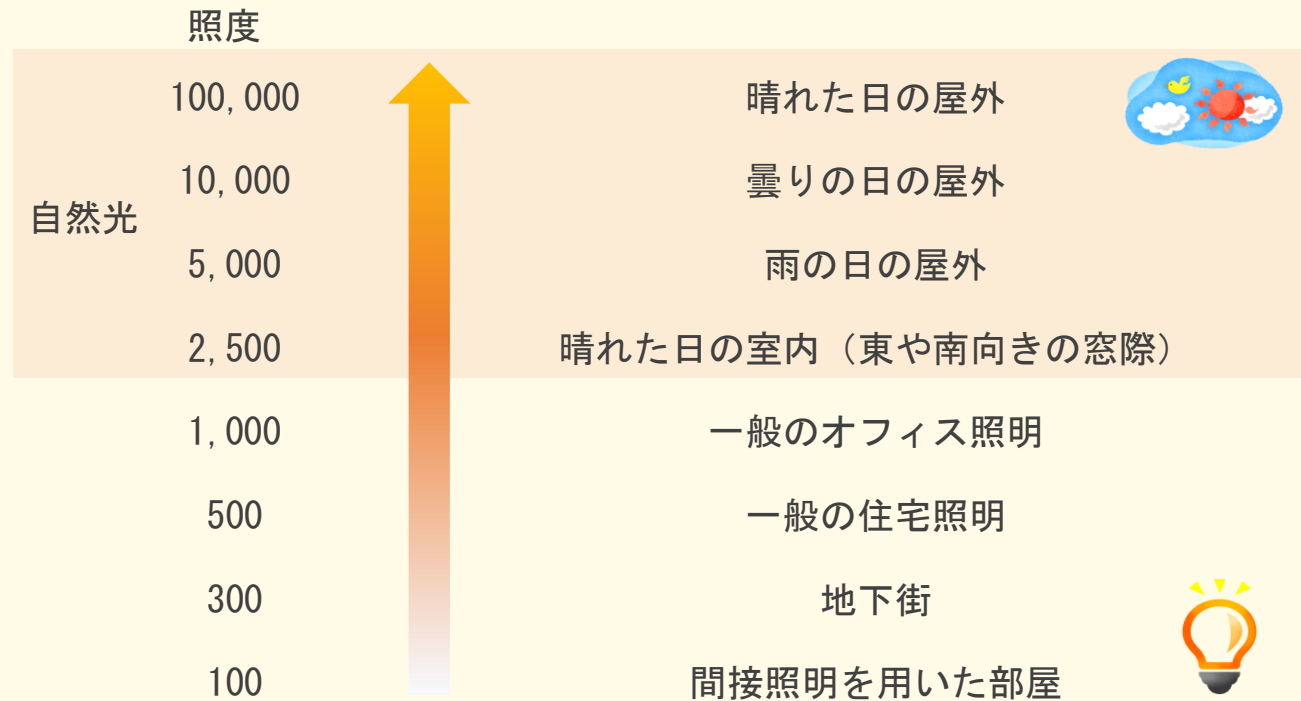 照度
100,000 晴れた日の屋外
10,000 曇りの日の屋外
自然光
5,000 雨の日の屋外
2,500 晴れた日の室内（東や南向きの窓際）
1,000 一般のオフィス照明
500 一般の住宅照明
300 地下街
100 間接照明を用いた部屋